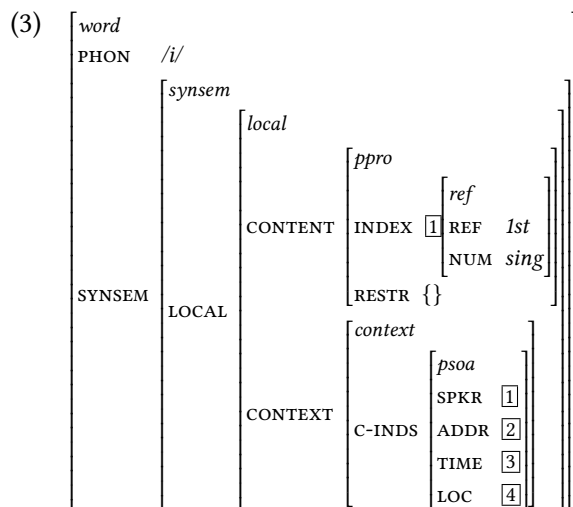 (3)
word
PHON /i/
synsem
local
ppro
ref
CONTENT INDEX 1 REF 1st
NUM sing
RESTR {}
SYNSEM
LOCAL
context
psoa
SPKR 1
CONTEXT C-INDS ADDR 2
TIME 3
LOC 4